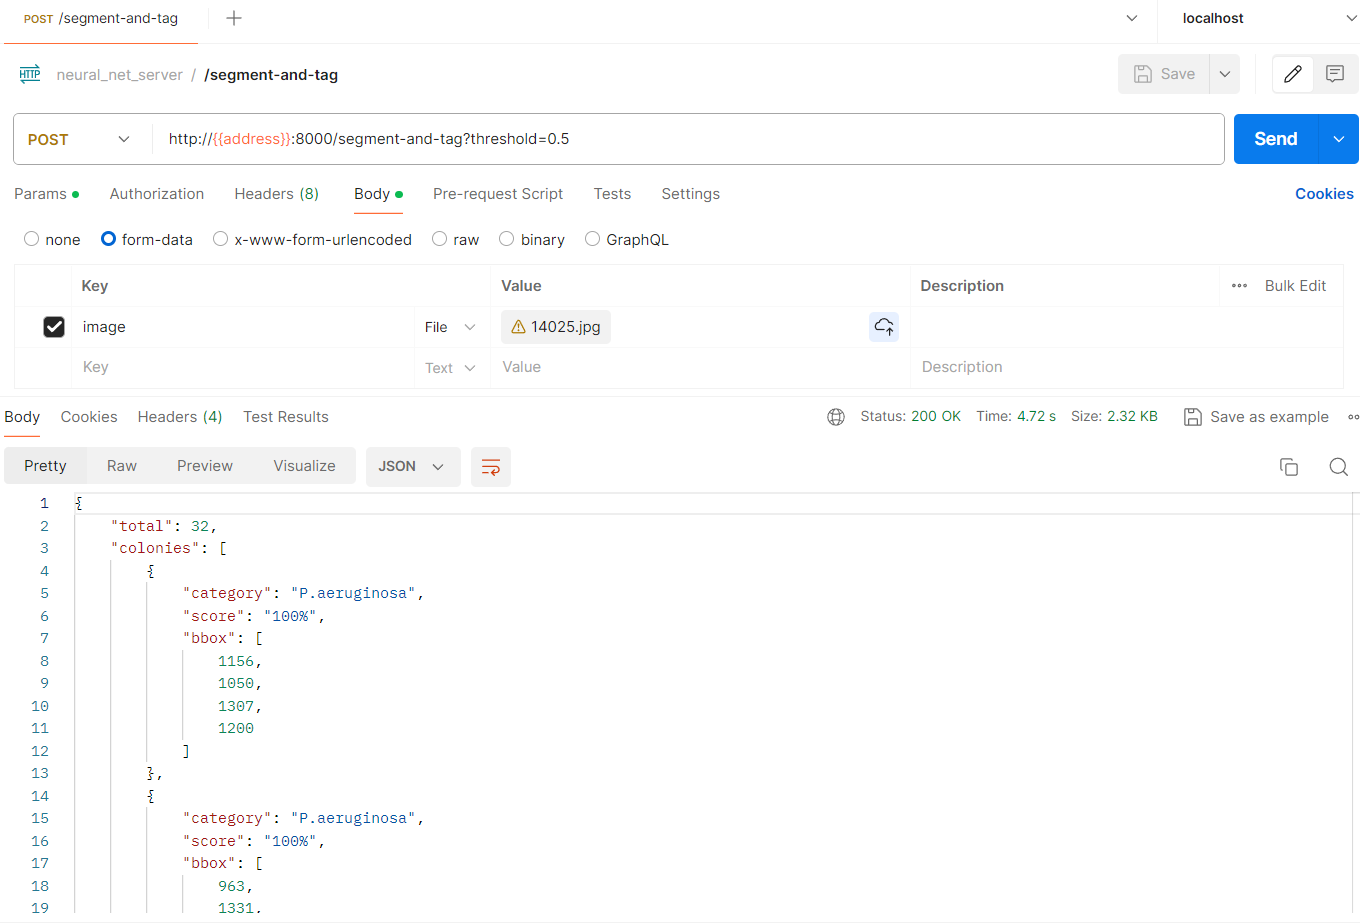 POST /segment-and-tag
localhost
HTTP neural_net_server / /segment-and-tag
Save
POST http://{{address}}:8000/segment-and-tag?threshold=0.5 Send
Params Authorization Headers (8) Body Pre-request Script Tests Settings Cookies
none form-data x-www-form-urlencoded raw binary GraphQL
Key Value Description Bulk Edit
image File 14025.jpg
Key Text Value Description
Body Cookies Headers (4) Test Results Status: 200 OK Time: 4.72 s Size: 2.32 KB Save as example
Pretty Raw Preview Visualize JSON
1 {
2 "total": 32,
3 "colonies": [
4 {
5 "category": "P.aeruginosa",
6 "score": "100%",
7 "bbox": [
8 1156,
9 1050,
10 1307,
11 1200
12 ]
13 },
14 {
15 "category": "P.aeruginosa",
16 "score": "100%",
17 "bbox": [
18 963,
19 1331,